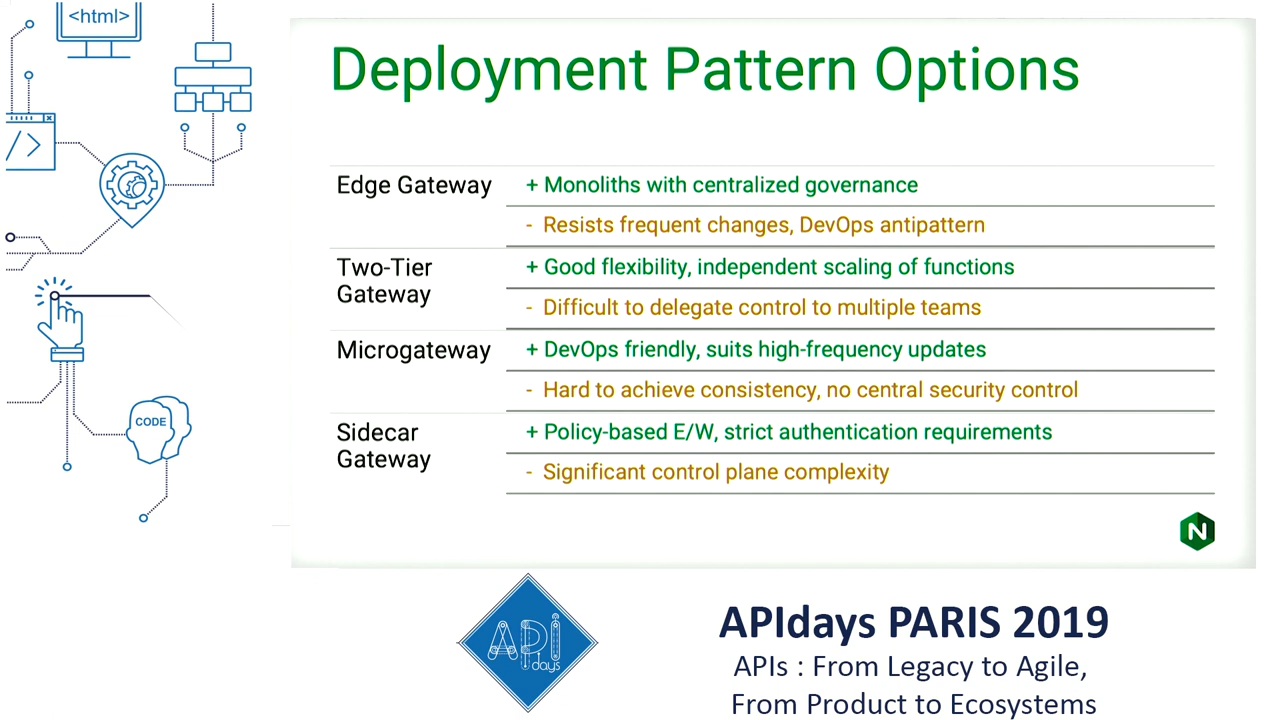 <html>
Deployment Pattern Options
Edge Gateway
+ Monoliths with centralized governance
- Resists frequent changes, DevOps antipattern
Two-Tier
Gateway
+ Good flexibility, independent scaling of functions
- Difficult to delegate control to multiple teams
Microgateway
+ DevOps friendly, suits high-frequency updates
- Hard to achieve consistency, no central security control
Sidecar
Gateway
+ Policy-based E/W, strict authentication requirements
- Significant control plane complexity
/>
CODE
N
API
days
APIdays PARIS 2019
APIs : From Legacy to Agile,
From Product to Ecosystems